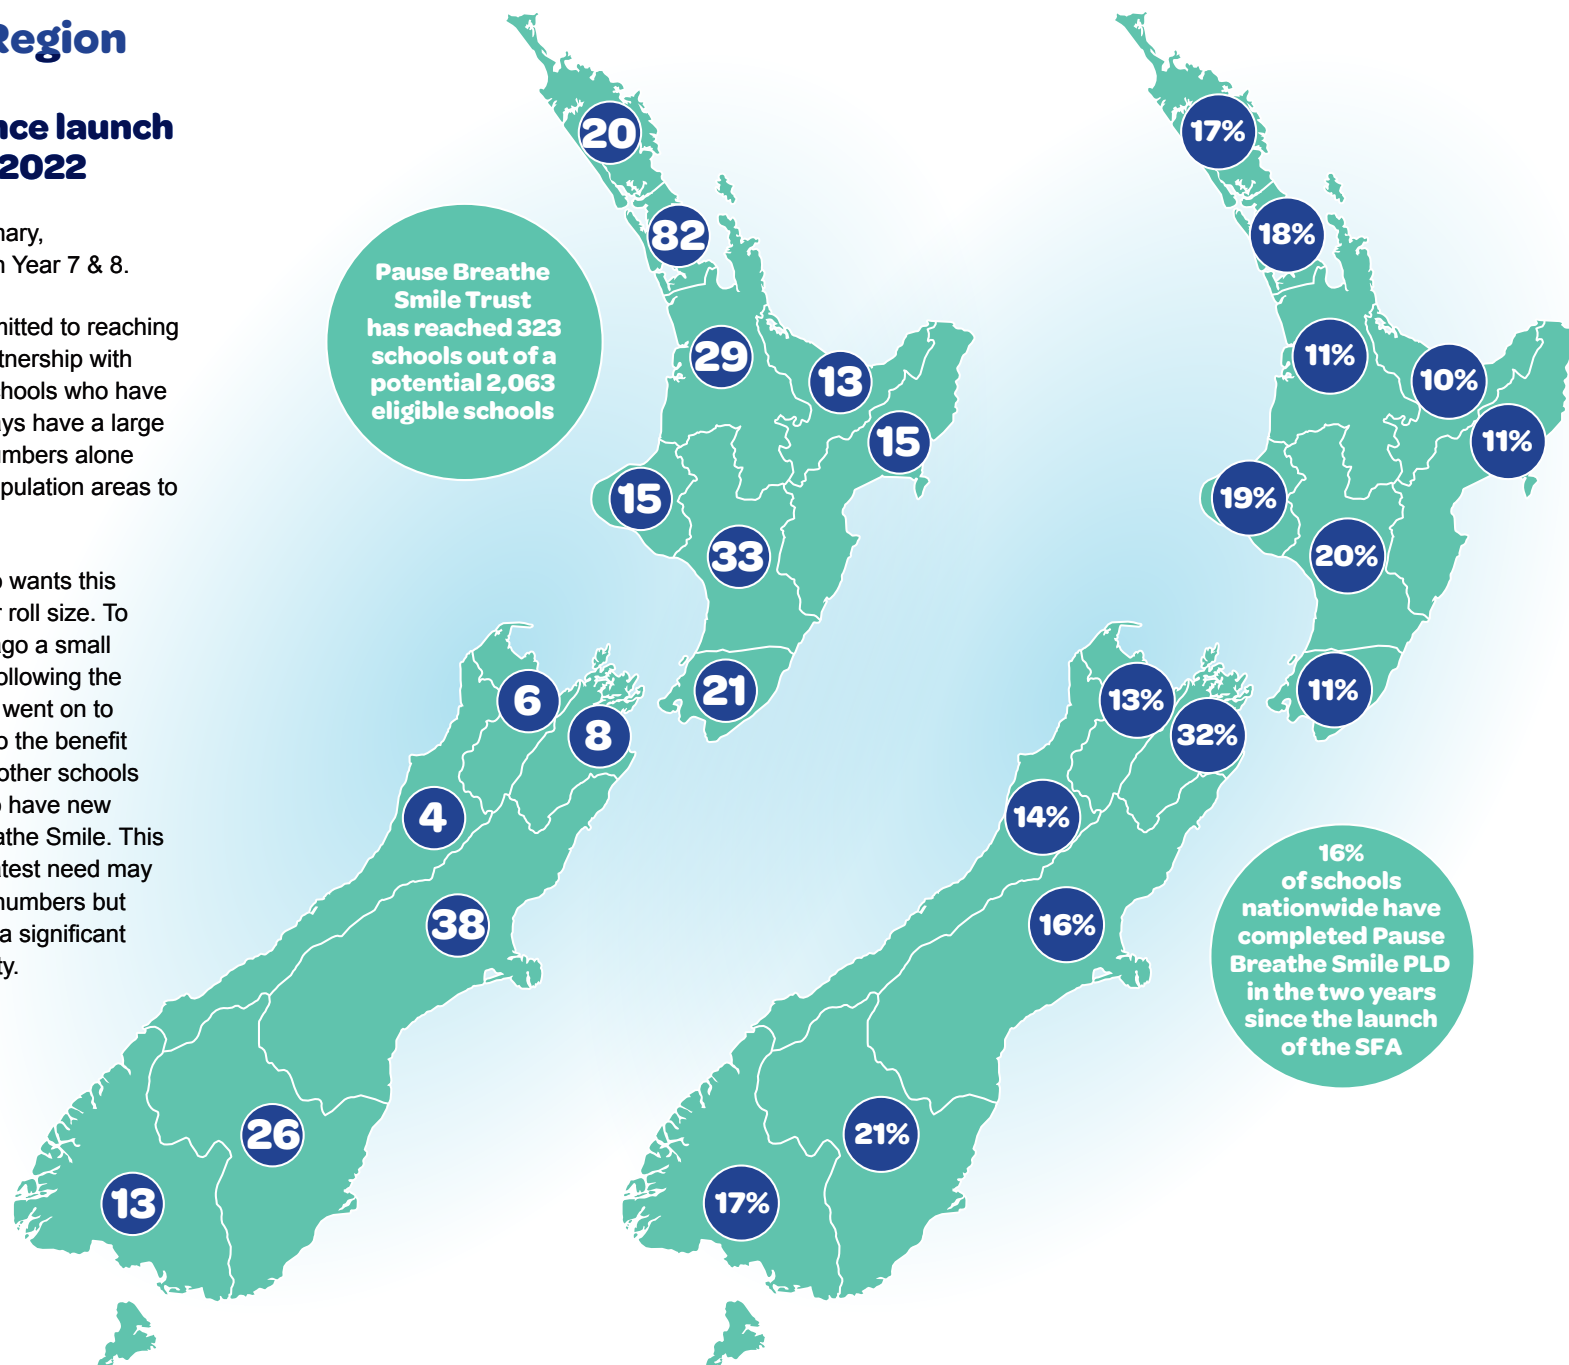 Region
nce launch
2022
nary,
n Year 7 & 8.
mitted to reaching
tnership with
chools who have
ays have a large
umbers alone
pulation areas to
o wants this
r roll size. To
ago a small
ollowing the
went on to
o the benefit
other schools
o have new
athe Smile. This
atest need may
numbers but
a significant
ty.
Pause Breathe
Smile Trust
has reached 323
schools out of a
potential 2,063
eligible schools
20
82
29
13
15
15
33
21
6
8
4
38
26
13
17%
18%
11%
10%
11%
19%
20%
11%
13%
32%
14%
16%
21%
17%
16%
of schools
nationwide have
completed Pause
Breathe Smile PLD
in the two years
since the launch
of the SFA